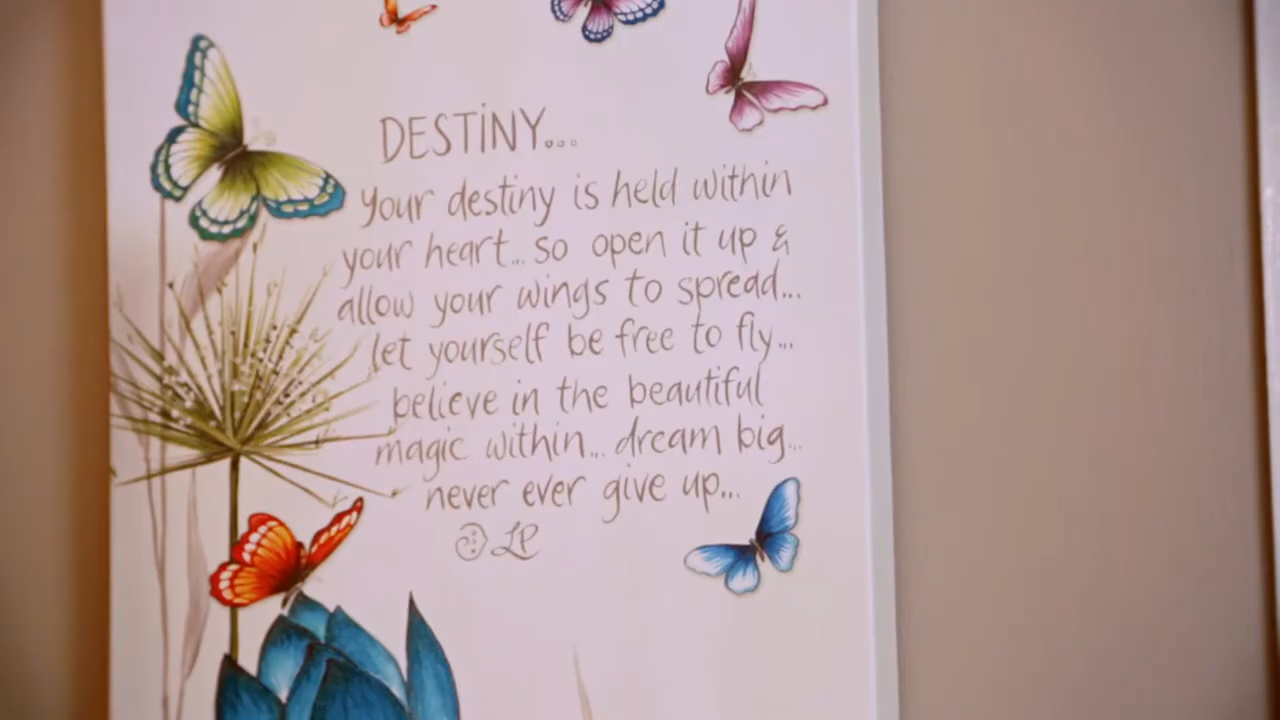 DESTiNY...
Your destiny is held within
your heart... so open it up &
allow your wings to spread...
let yourself be free to fly...
believe in the beautiful
magic within... dream big...
never ever give up...
LP